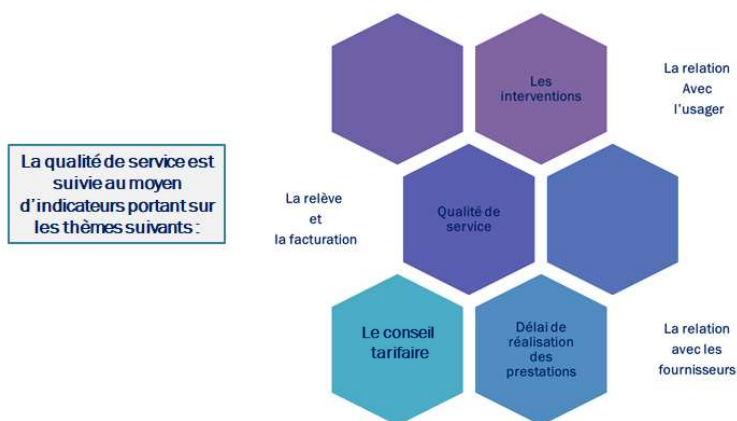 La qualité de service est
suivie au moyen
d'indicateurs portant sur
les thèmes suivants :
Les
interventions
La relation
Avec
l'usager
La relève
et
la facturation
Qualité de
service
Le conseil
tarifaire
Délai de
réalisation
des
prestations
La relation
avec les
fournisseurs